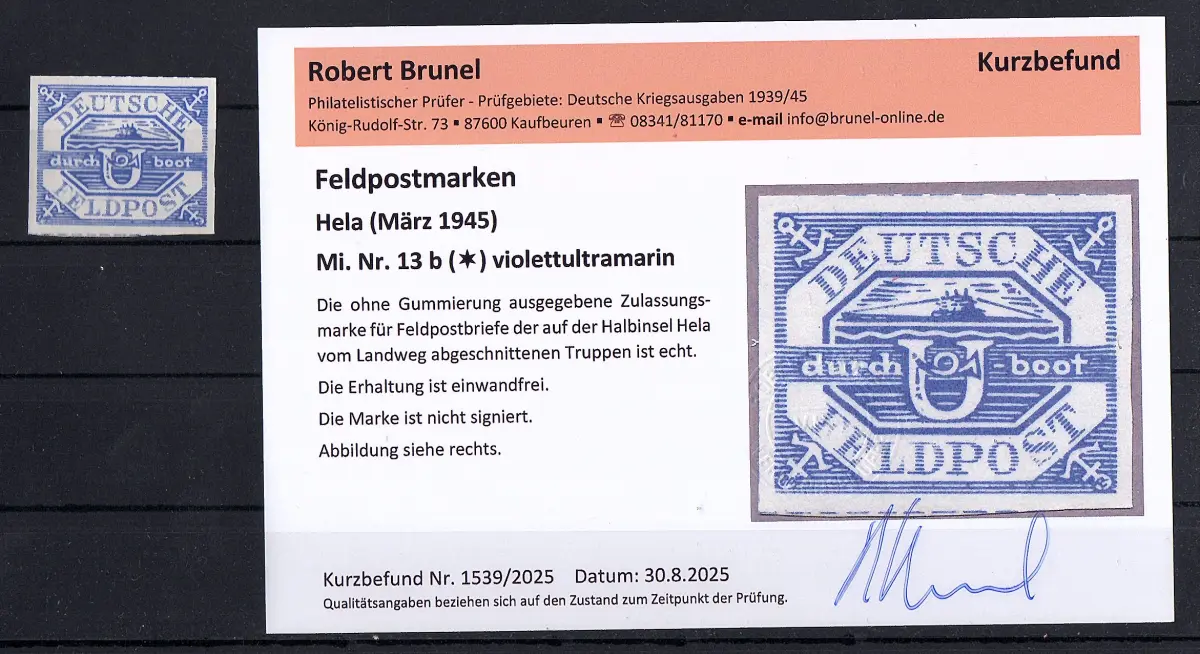 DEUTSCHE
durch U-boot
FELDPOST
Robert Brunel
Kurzbefund
Philatelistischer Prüfer - Prüfgebiete: Deutsche Kriegsausgaben 1939/45
König-Rudolf-Str. 73 ▪ 87600 Kaufbeuren ▪ ☏ 08341/81170 ▪ e-mail info@brunel-online.de
Feldpostmarken
Hela (März 1945)
Mi. Nr. 13 b (✶) violettultramarin
Die ohne Gummierung ausgegebene Zulassungs-
marke für Feldpostbriefe der auf der Halbinsel Hela
vom Landweg abgeschnittenen Truppen ist echt.
Die Erhaltung ist einwandfrei.
Die Marke ist nicht signiert.
Abbildung siehe rechts.
DEUTSCHE
durch U-boot
FELDPOST
Kurzbefund Nr. 1539/2025 Datum: 30.8.2025
Qualitätsangaben beziehen sich auf den Zustand zum Zeitpunkt der Prüfung.